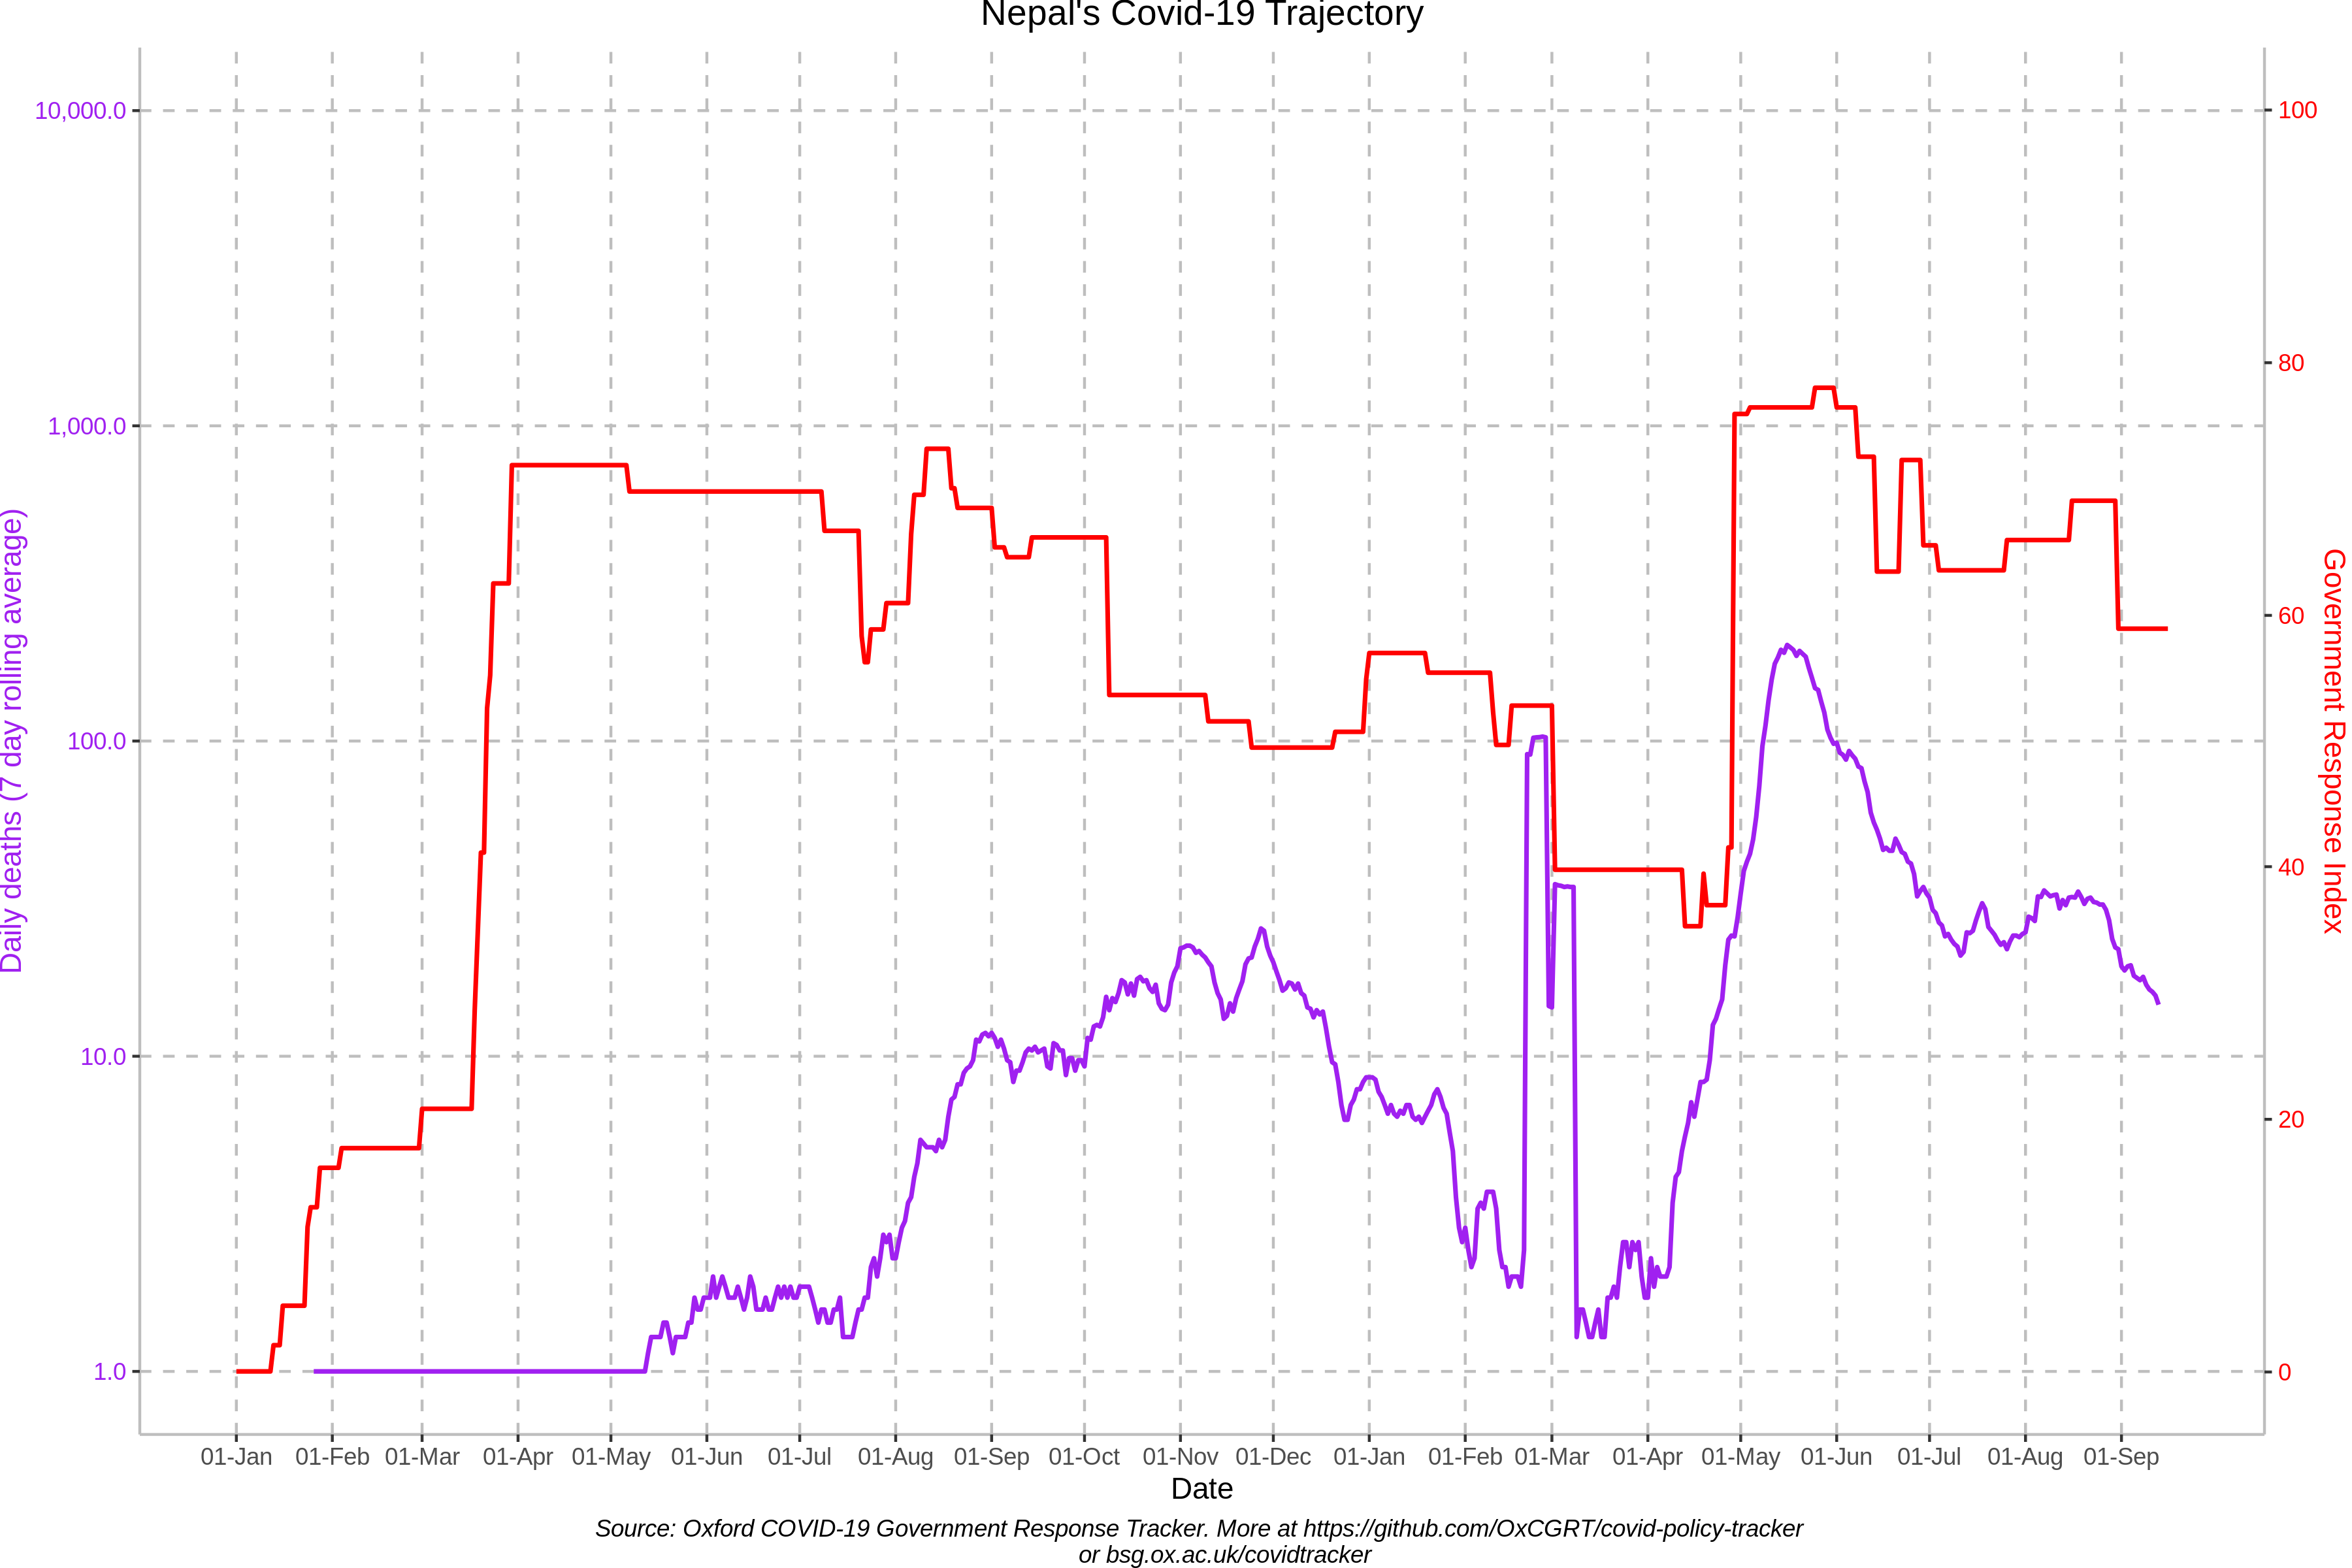 Nepal's Covid-19 Trajectory
10,000.0
1,000.0
100.0
10.0
1.0
Daily deaths (7 day rolling average)
100
80
60
40
20
0
Government Response Index
01-Jan 01-Feb 01-Mar 01-Apr 01-May 01-Jun 01-Jul 01-Aug 01-Sep 01-Oct 01-Nov 01-Dec 01-Jan 01-Feb 01-Mar 01-Apr 01-May 01-Jun 01-Jul 01-Aug 01-Sep
Date
Source: Oxford COVID-19 Government Response Tracker. More at https://github.com/OxCGRT/covid-policy-tracker
or bsg.ox.ac.uk/covidtracker